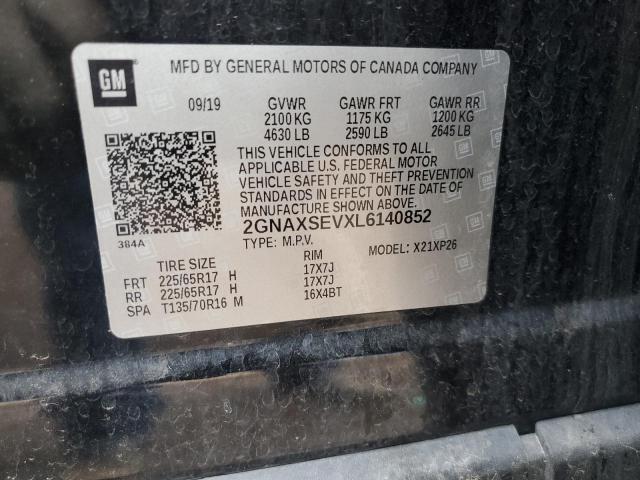 GM MFD BY GENERAL MOTORS OF CANADA COMPANY
09/19 GVWR GAWR FRT GAWR RR
2100 KG 1175 KG 1200 KG
4630 LB 2590 LB 2645 LB
THIS VEHICLE CONFORMS TO ALL
APPLICABLE U.S. FEDERAL MOTOR
VEHICLE SAFETY AND THEFT PREVENTION
STANDARDS IN EFFECT ON THE DATE OF
MANUFACTURE SHOWN ABOVE.
2GNAXSEVXL6140852
384A TYPE: M.P.V. MODEL: X21XP26
TIRE SIZE RIM
FRT 225/65R17 H 17X7J
RR 225/65R17 H 17X7J
SPA T135/70R16 M 16X4BT